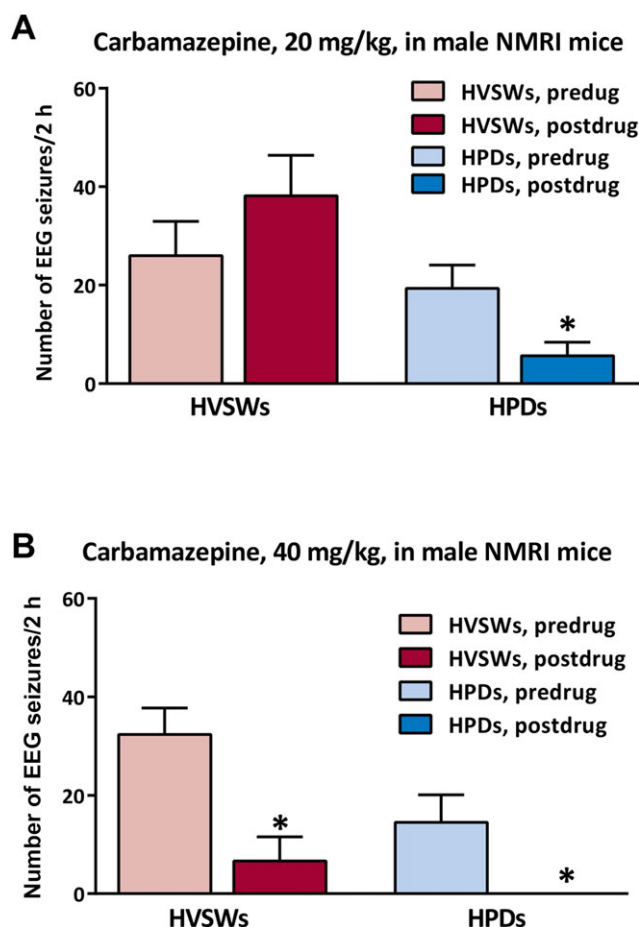 A
Carbamazepine, 20 mg/kg, in male NMRI mice
Number of EEG seizures/2 h
60
40
20
0
HVSWs, predug
HVSWs, postdrug
HPDs, predrug
HPDs, postdrug
*
HVSWs
HPDs
B
Carbamazepine, 40 mg/kg, in male NMRI mice
Number of EEG seizures/2 h
60
40
20
0
HVSWs, predrug
HVSWs, postdrug
HPDs, predrug
HPDs, postdrug
*
*
HVSWs
HPDs